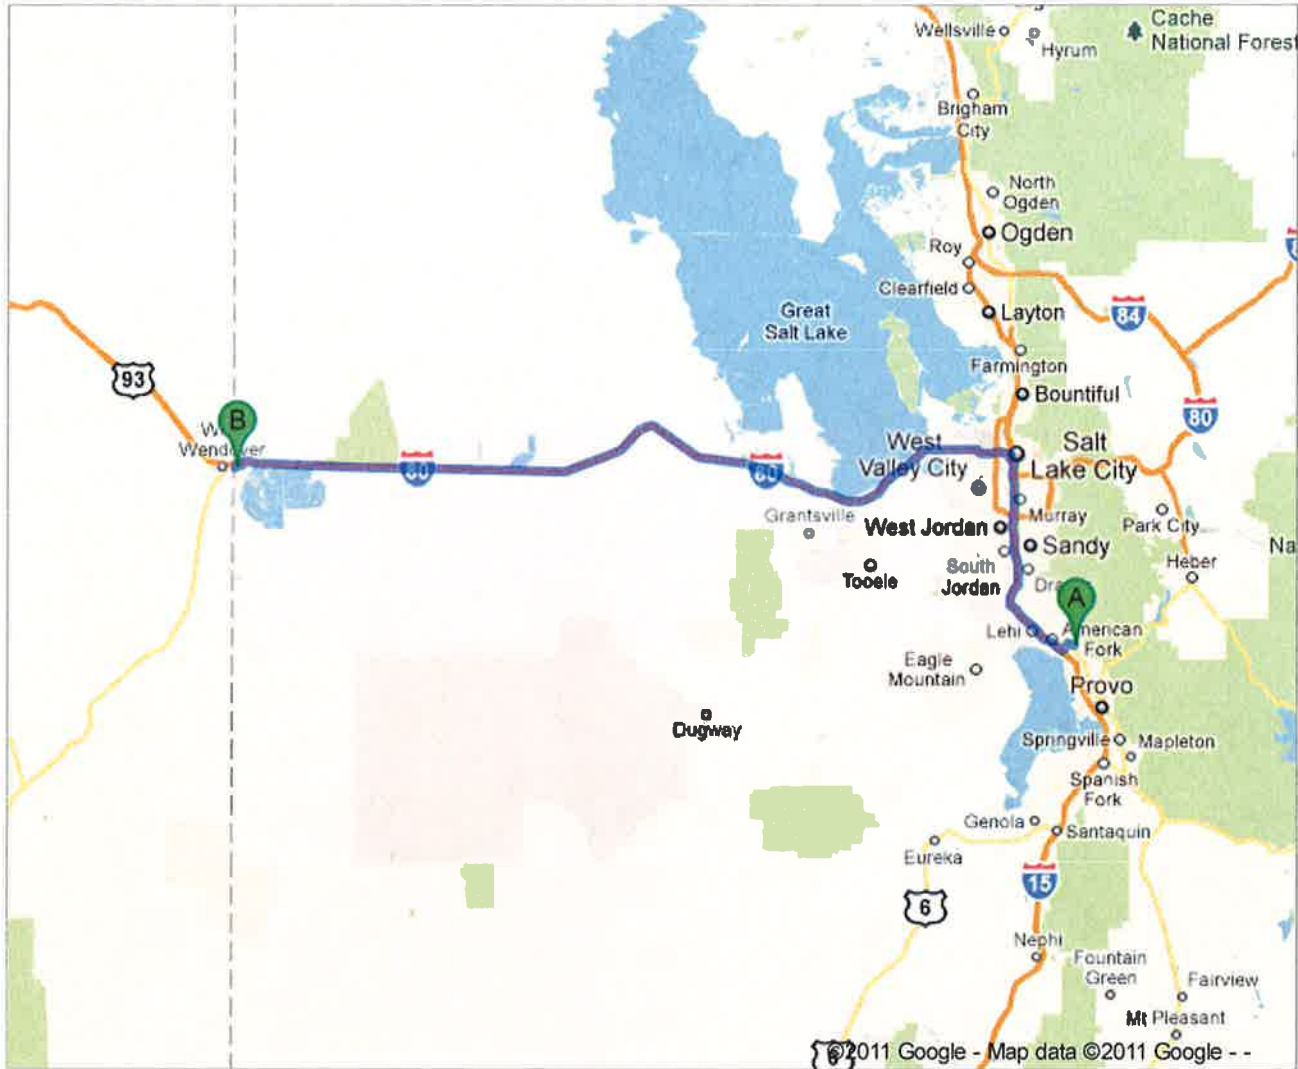 Wellsville
Hyrum
Cache
National Forest
Brigham
City
North
Ogden
Ogden
Roy
Clearfield
Layton
Great
Salt Lake
84
Farmington
93
B
Bountiful
80
West
Valley City
Salt
Lake City
Wendover
80
80
Grantsville
Murray
Park City
West Jordan
Sandy
Na
Heber
Tooele
South
Jordan
A
Lehi
American
Fork
Eagle
Mountain
Provo
Dugway
Springville
Mapleton
Spanish
Fork
Genola
Santaquin
Eureka
15
6
Nephi
Fountain
Green
Fairview
Mt Pleasant
6
©2011 Google - Map data ©2011 Google - -